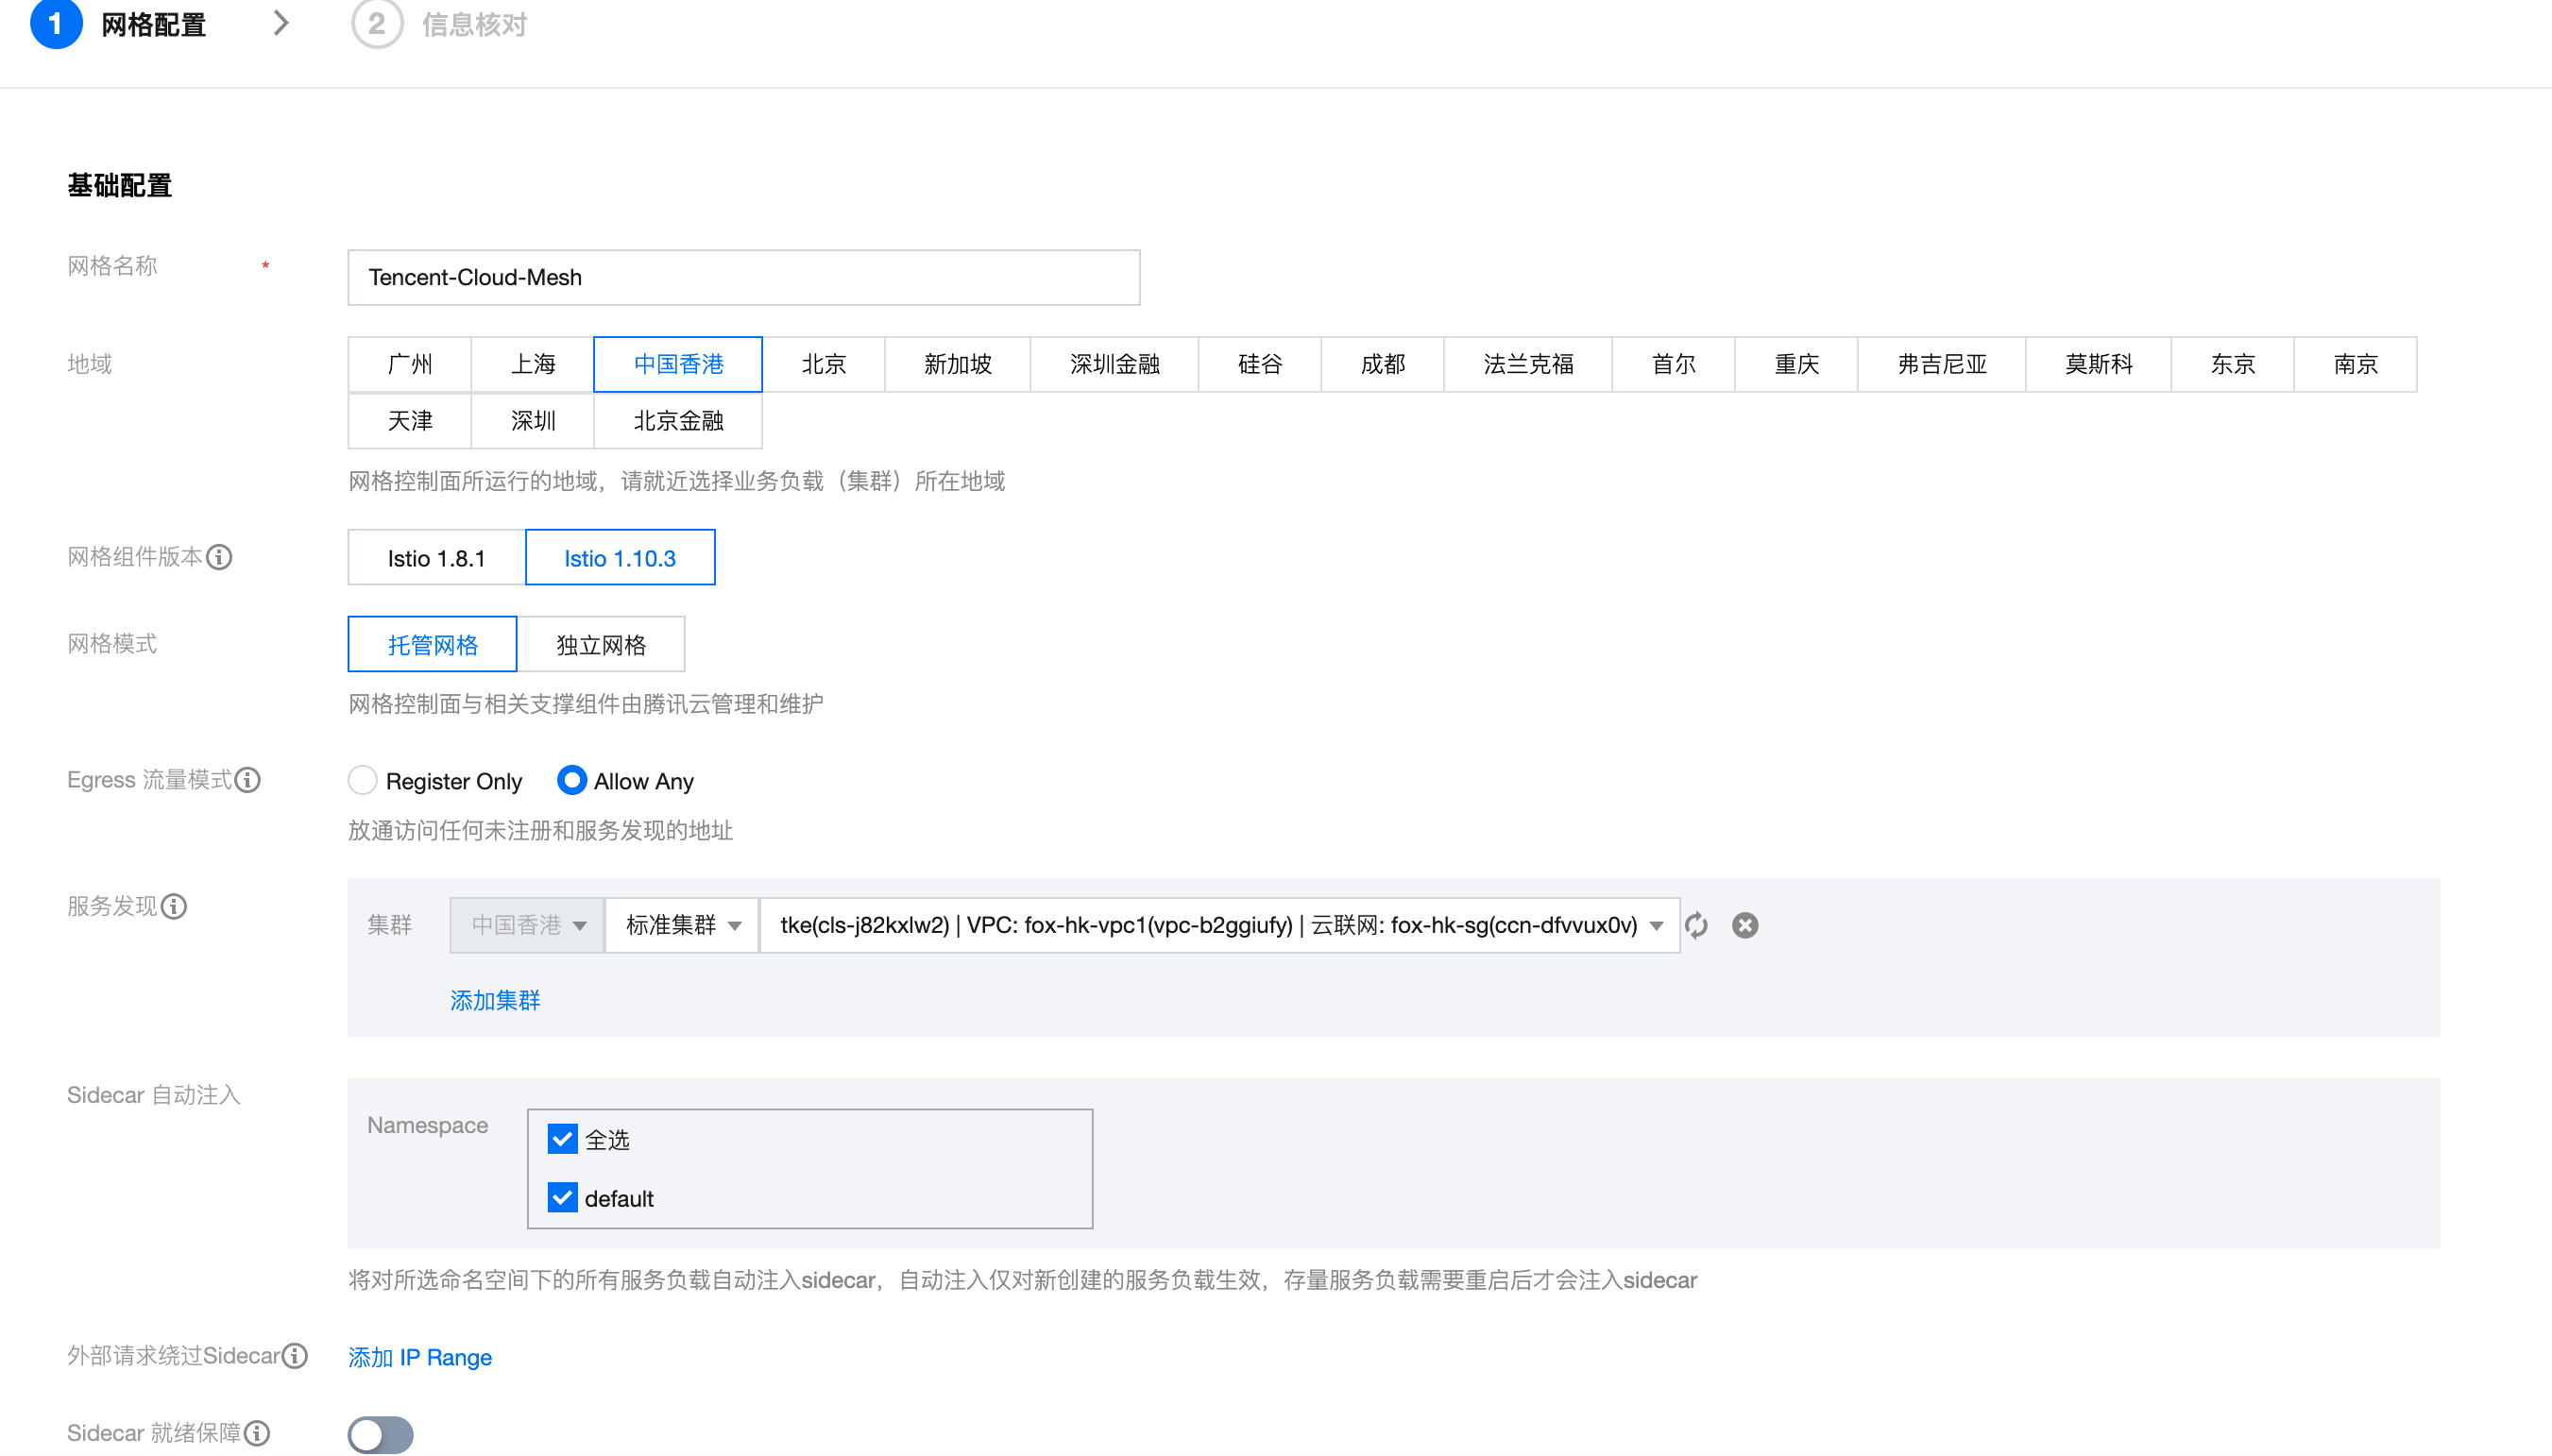 1 网格配置 2 信息核对
基础配置
网格名称 * Tencent-Cloud-Mesh
地域 广州 上海 中国香港 北京 新加坡 深圳金融 硅谷 成都 法兰克福 首尔 重庆 弗吉尼亚 莫斯科 东京 南京
天津 深圳 北京金融
网格控制面所运行的地域，请就近选择业务负载（集群）所在地域
网格组件版本 Istio 1.8.1 Istio 1.10.3
网格模式 托管网格 独立网格
网格控制面与相关支撑组件由腾讯云管理和维护
Egress 流量模式 Register Only Allow Any
放通访问任何未注册和服务发现的地址
服务发现 集群 中国香港 标准集群 tke(cls-j82kxlw2) | VPC: fox-hk-vpc1(vpc-b2ggiufy) | 云联网: fox-hk-sg(ccn-dfvvux0v)
添加集群
Sidecar 自动注入
Namespace 全选
default
将对所选命名空间下的所有服务负载自动注入sidecar，自动注入仅对新创建的服务负载生效，存量服务负载需要重启后才会注入sidecar
外部请求绕过Sidecar 添加 IP Range
Sidecar 就绪保障